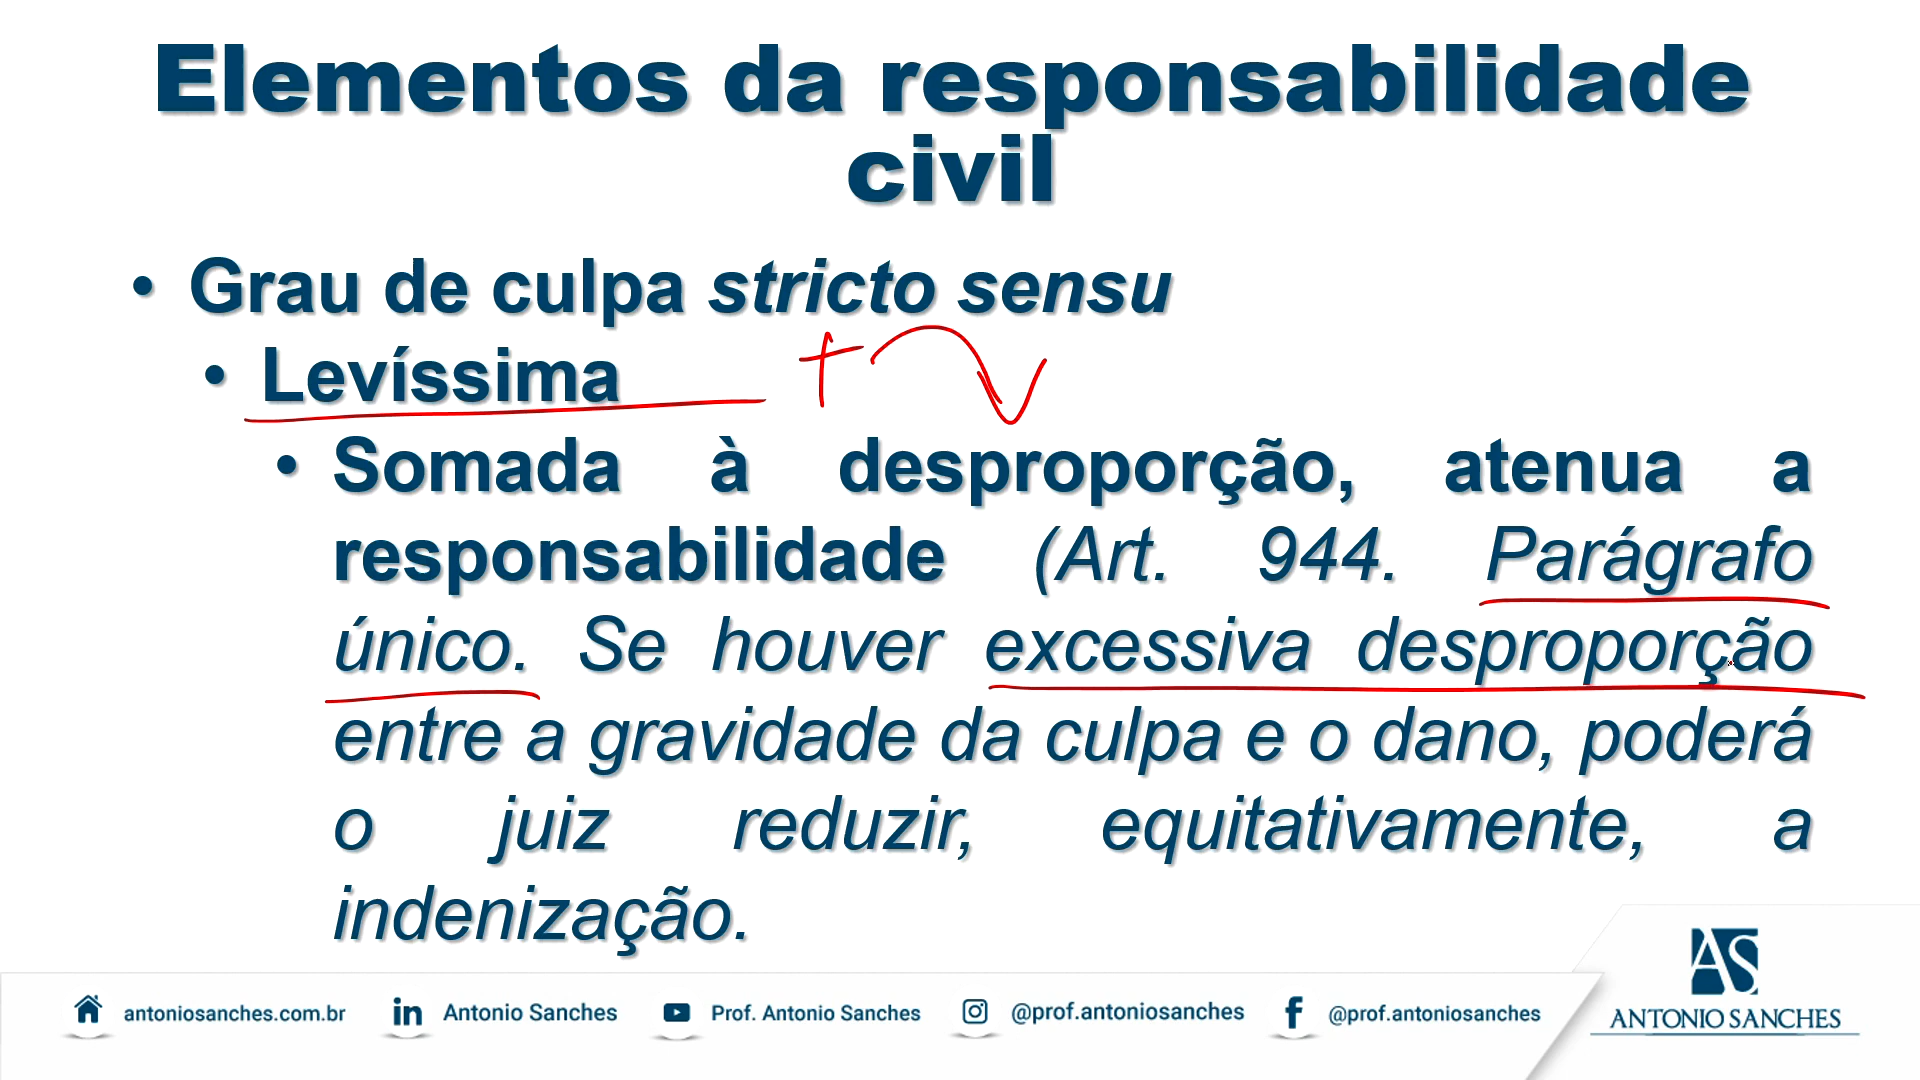 Elementos da responsabilidade
civil
• Grau de culpa stricto sensu
• Levíssima
• Somada à desproporção, atenua a
responsabilidade (Art. 944. Parágrafo
único. Se houver excessiva desproporção
entre a gravidade da culpa e o dano, poderá
o juiz reduzir, equitativamente, a
indenização.
antoniosanches.com.br Antonio Sanches Prof. Antonio Sanches @prof.antoniosanches @prof.antoniosanches
AS
ANTONIO SANCHES